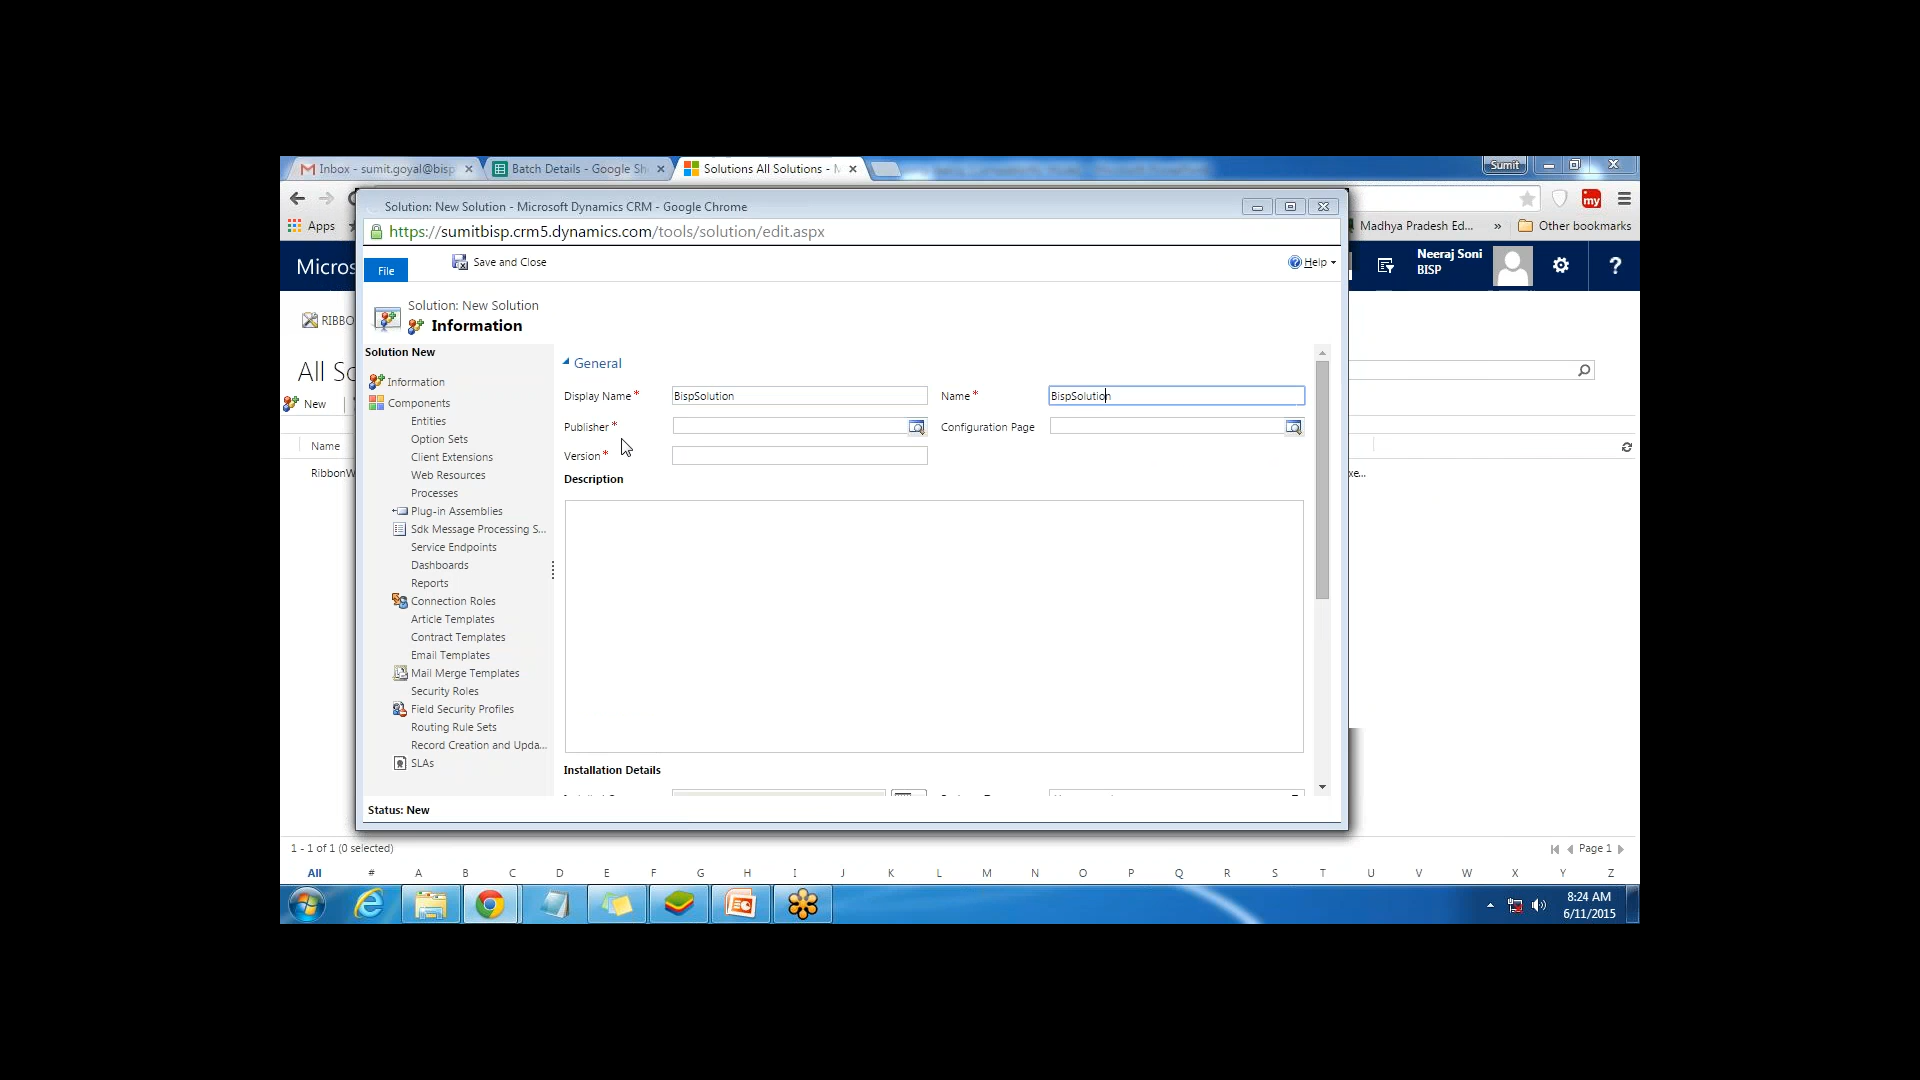 Inbox - sumit.goyal@bisp
Batch Details - Google Sh
Solutions All Solutions - M
Sumit
Solution: New Solution - Microsoft Dynamics CRM - Google Chrome
my
https://sumitbisp.crm5.dynamics.com/tools/solution/edit.aspx
Apps
Madhya Pradesh Ed...
»
Other bookmarks
Micros
File
Save and Close
Help
Neeraj Soni
BISP
?
Solution: New Solution
Information
RIBBO
All So
New
Name
RibbonW
xe...
Solution New
Information
Components
Entities
Option Sets
Client Extensions
Web Resources
Processes
Plug-in Assemblies
Sdk Message Processing S...
Service Endpoints
Dashboards
Reports
Connection Roles
Article Templates
Contract Templates
Email Templates
Mail Merge Templates
Security Roles
Field Security Profiles
Routing Rule Sets
Record Creation and Upda...
SLAs
General
Display Name * BispSolution Name * BispSolution
Publisher * Configuration Page
Version *
Description
Installation Details
Status: New
1 - 1 of 1 (0 selected)
Page 1
All # A B C D E F G H I J K L M N O P Q R S T U V W X Y Z
8:24 AM
6/11/2015